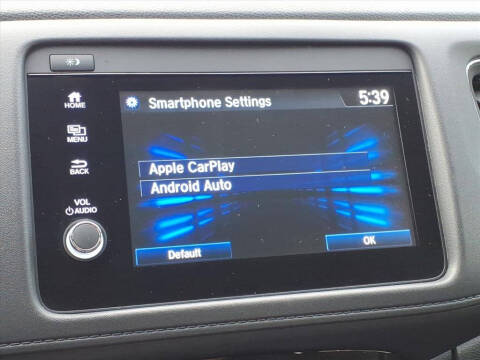 HOME
MENU
BACK
VOL
AUDIO
Smartphone Settings
5:39
Apple CarPlay
Android Auto
Default
OK